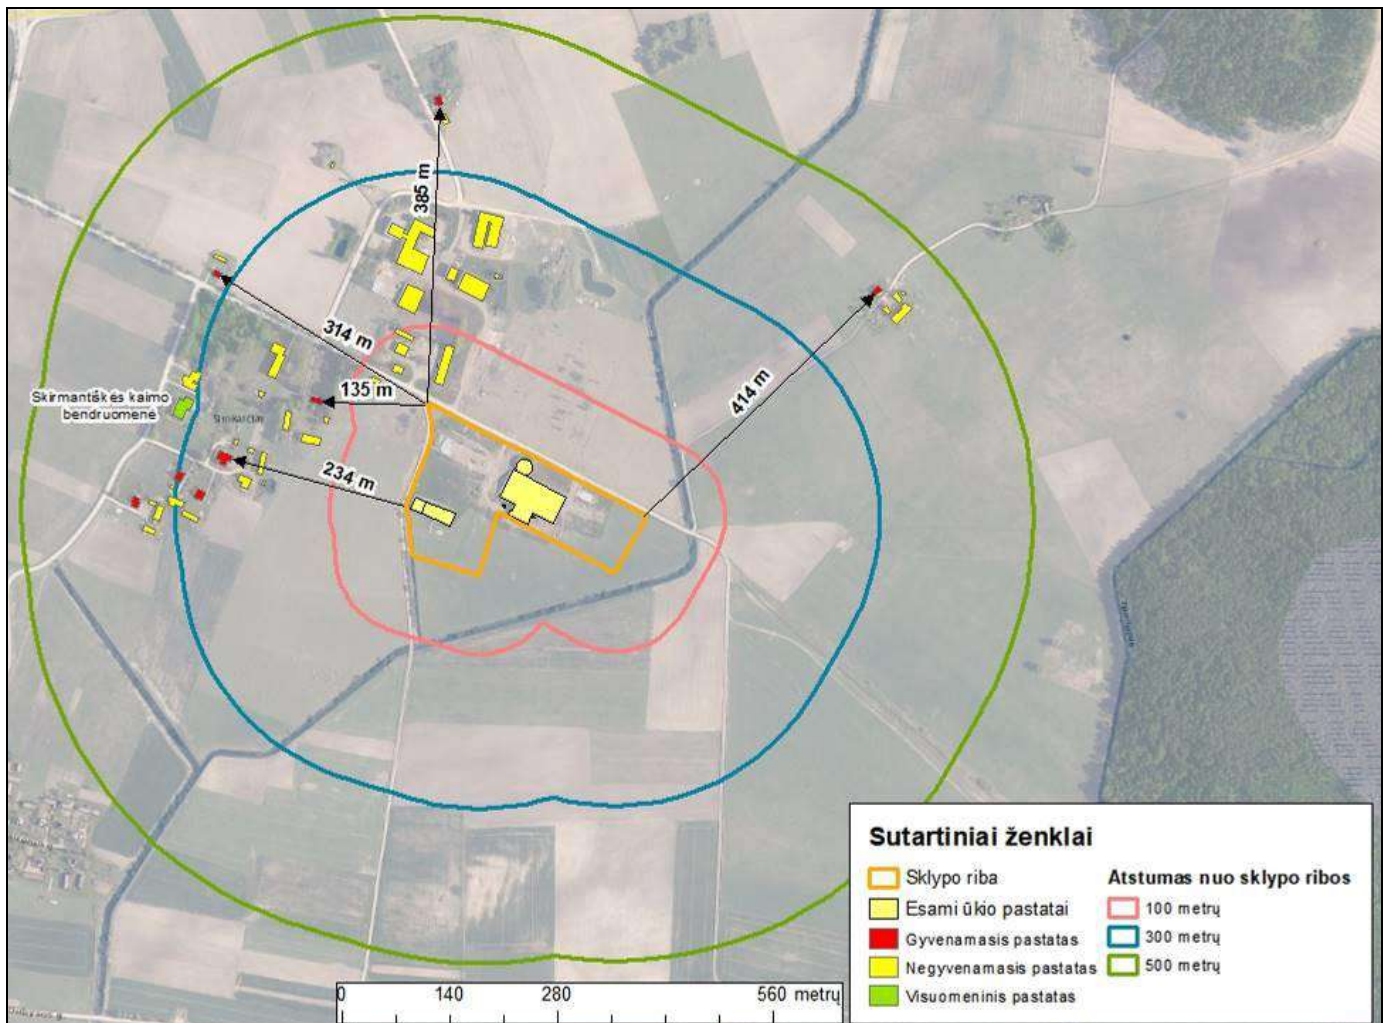 385 m
314 m
135 m
414 m
Skirmantiškės kaimo
bendruomenė
234 m
Sutartiniai ženklai
Sklypo riba
Esami ūkio pastatai
Gyvenamasis pastatas
Negyvenamasis pastatas
Visuomeninis pastatas
Atstumas nuo sklypo ribos
100 metrų
300 metrų
500 metrų
0 140 280 560 metrų